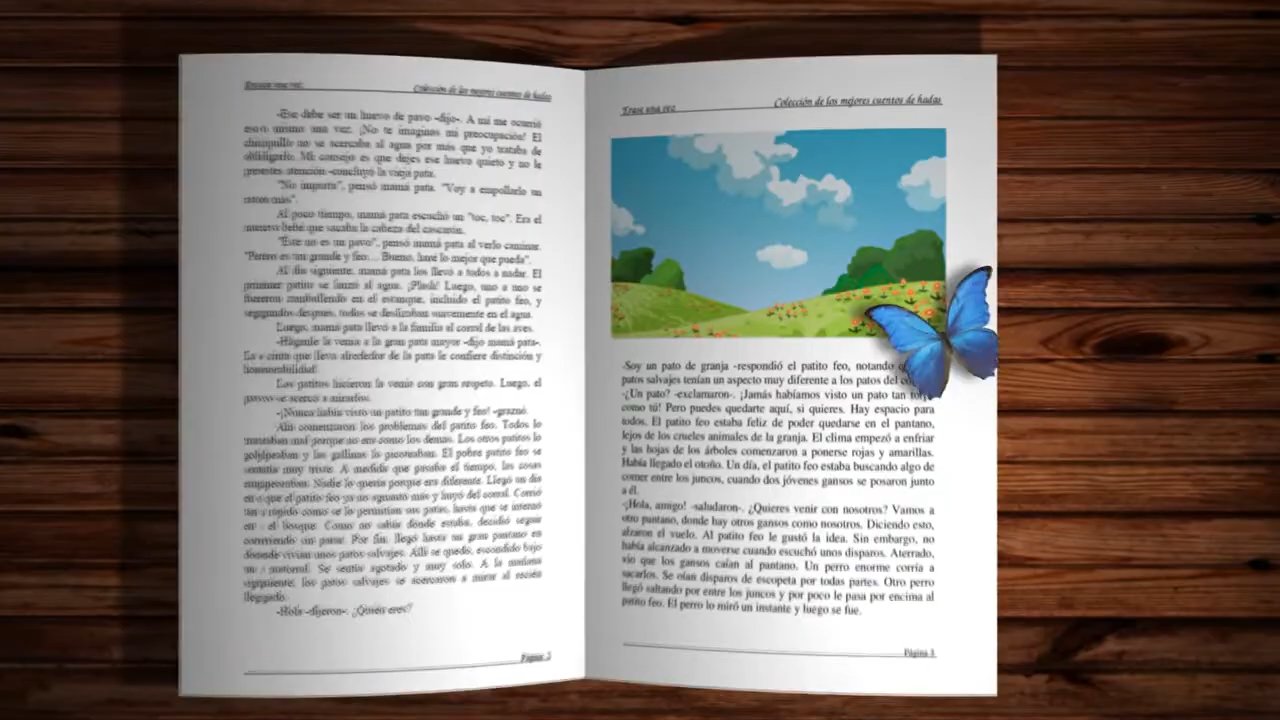 Erase una vez
Colección de los mejores cuentos de hadas
-Ese debe ser un huevo de pavo -dijo-. A mi me ocurrió
eso mismo una vez. ¡No te imaginas mi preocupación! El
chiquillo no se acercaba al agua por más que yo trataba de
obligarlo. Mi consejo es que dejes ese huevo quieto y no le
prestes atención -concluyó la vieja pata.
"No importa", pensó mamá pata. "Voy a empollarlo un
rato más".
Al poco tiempo, mamá pata escuchó un "toc, toc". Era el
nuevo bebé que sacaba la cabeza del cascarón.
"Este no es un pavo", pensó mamá pata al verlo caminar.
"Pero es tan grande y feo… Bueno, haré lo mejor que pueda".
Al día siguiente, mamá pata los llevó a todos a nadar. El
primer patito se lanzó al agua. ¡Plash! Luego, uno a uno se
fueron zambullendo en el estanque, incluido el patito feo, y
segundos después, todos se deslizaban suavemente en el agua.
Luego, mamá pata llevó a la familia al corral de las aves.
-Háganle la venia a la gran pata mayor -dijo mamá pata-.
La cinta que lleva alrededor de la pata le confiere distinción y
honorabilidad!
Los patitos hicieron la venia con gran respeto. Luego, el
pavo se acercó a mirarlos.
-¡Nunca había visto un patito tan grande y feo! -graznó.
Ahí comenzaron los problemas del patito feo. Todos lo
trataban mal porque no era como los demás. Los otros patitos lo
golpeaban y las gallinas lo picoteaban. El pobre patito feo se
sentía muy triste. A medida que pasaba el tiempo, las cosas
empeoraban. Nadie lo quería porque era diferente. Llegó un día
en que el patito feo ya no aguantó más y huyó del corral. Corrió
tan rápido como se lo permitían sus patas, hasta que se internó
en el bosque. Como no sabía dónde estaba, decidió seguir
corriendo sin parar. Por fin, llegó hasta un gran pantano en
donde vivían unos patos salvajes. Allí se quedó, escondido bajo
un matorral. Se sentía agotado y muy solo. A la mañana
siguiente, los patos salvajes se acercaron a mirar al recién
llegado.
-Hola -dijeron-. ¿Quién eres?
Página 2
Erase una vez
Colección de los mejores cuentos de hadas
-Soy un pato de granja -respondió el patito feo, notando
patos salvajes tenían un aspecto muy diferente a los patos del
-¿Un pato? -exclamaron-. ¡Jamás habíamos visto un pato tan
como tú! Pero puedes quedarte aquí, si quieres. Hay espacio para
todos. El patito feo estaba feliz de poder quedarse en el pantano,
lejos de los crueles animales de la granja. El clima empezó a enfriar
y las hojas de los árboles comenzaron a ponerse rojas y amarillas.
Había llegado el otoño. Un día, el patito feo estaba buscando algo de
comer entre los juncos, cuando dos jóvenes gansos se posaron junto
a él.
-¡Hola, amigo! -saludaron-. ¿Quieres venir con nosotros? Vamos a
otro pantano, donde hay otros gansos como nosotros. Diciendo esto,
alzaron el vuelo. Al patito feo le gustó la idea. Sin embargo, no
había alcanzado a moverse cuando escuchó unos disparos. Aterrado,
vio que los gansos caían al pantano. Un perro enorme corría a
sacarlos. Se oían disparos de escopeta por todas partes. Otro perro
llegó saltando por entre los juncos y por poco le pasa por encima al
patito feo. El perro lo miró un instante y luego se fue.
Página 3